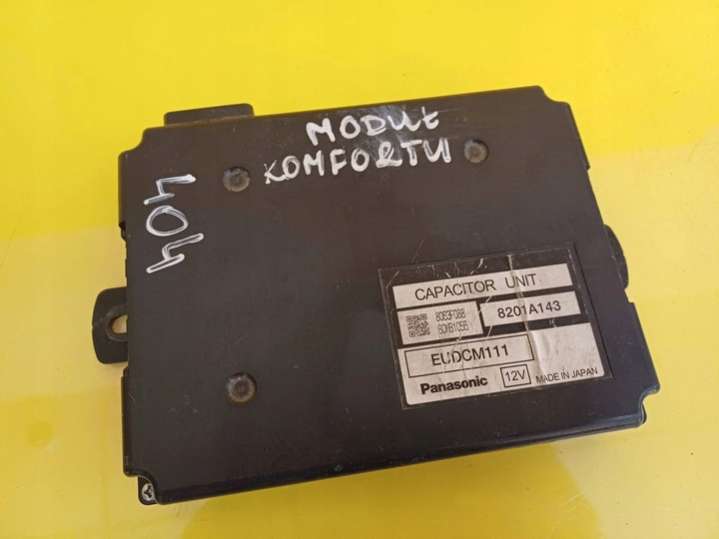 MODUŁ
KOMFORTU
404
CAPACITOR UNIT
8201A143
EUDCM111
Panasonic 12V MADE IN JAPAN